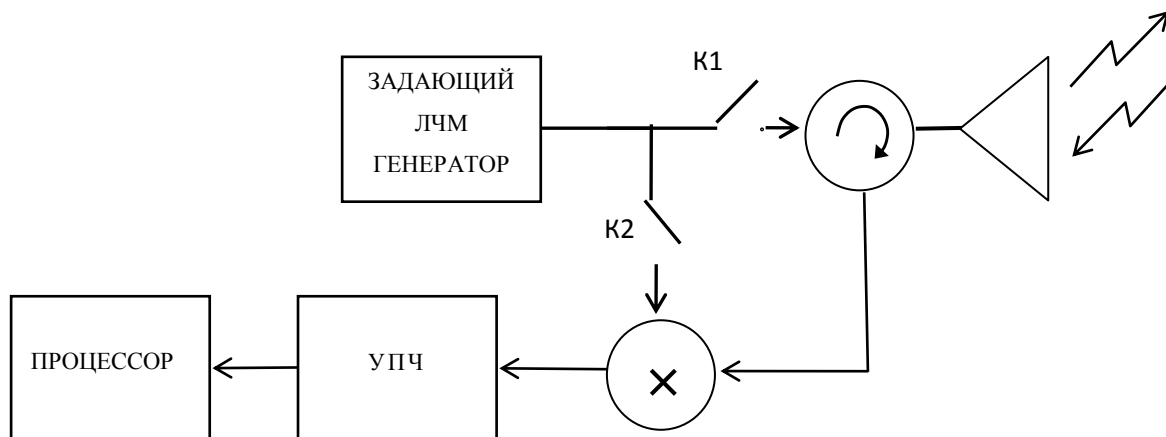 ЗАДАЮЩИЙ
ЛЧМ
ГЕНЕРАТОР
К1
К2
ПРОЦЕССОР
УПЧ